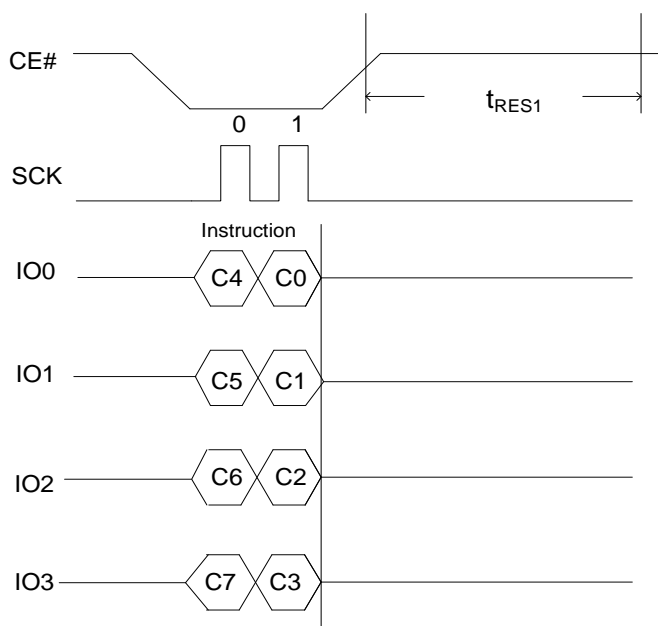 CE#
tRES1
0 1
SCK
Instruction
IO0 C4 C0
IO1 C5 C1
IO2 C6 C2
IO3 C7 C3